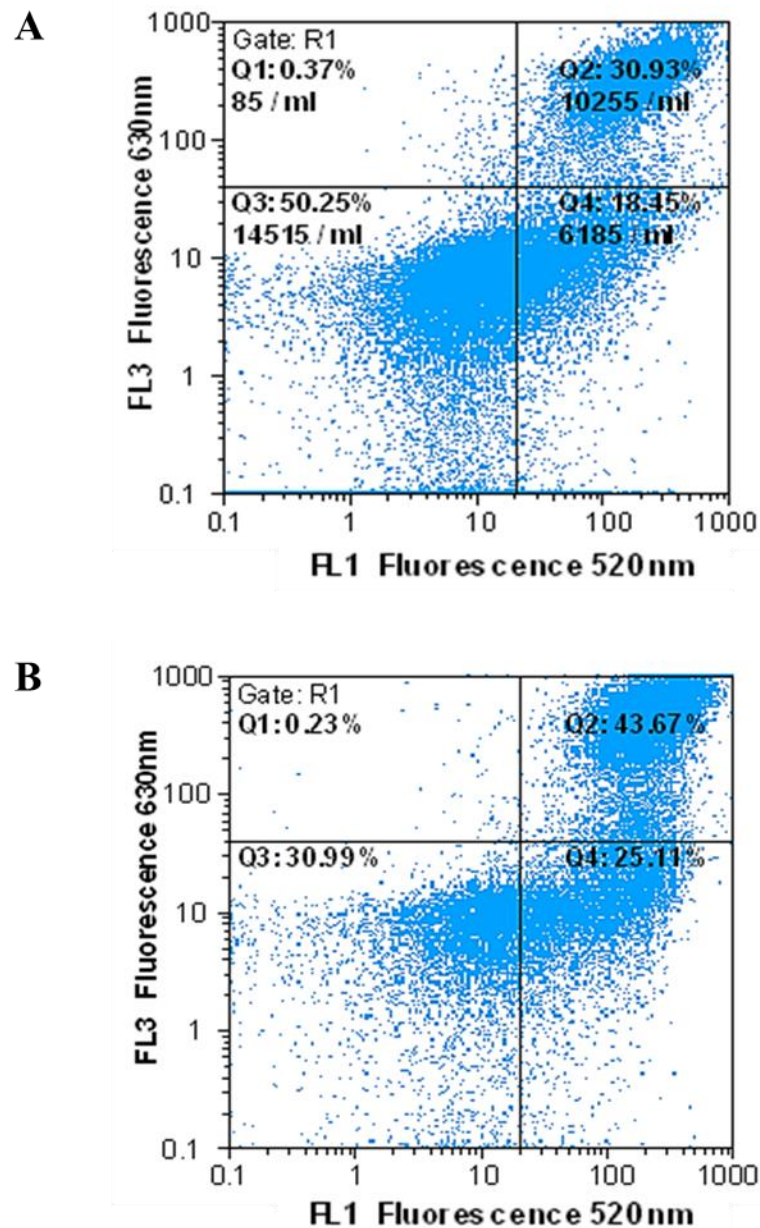 A
1000
100
10
1
0.1
FL3 Fluorescence 630nm
Gate: R1
Q1: 0.37%
85 / ml
Q2: 30.93%
10255 / ml
Q3: 50.25%
14515 / ml
Q4: 18.45%
6185 / ml
0.1 1 10 100 1000
FL1 Fluorescence 520nm
B
1000
100
10
1
0.1
FL3 Fluorescence 630nm
Gate: R1
Q1: 0.23%
Q2: 43.67%
Q3: 30.99%
Q4: 25.11%
0.1 1 10 100 1000
FL1 Fluorescence 520nm